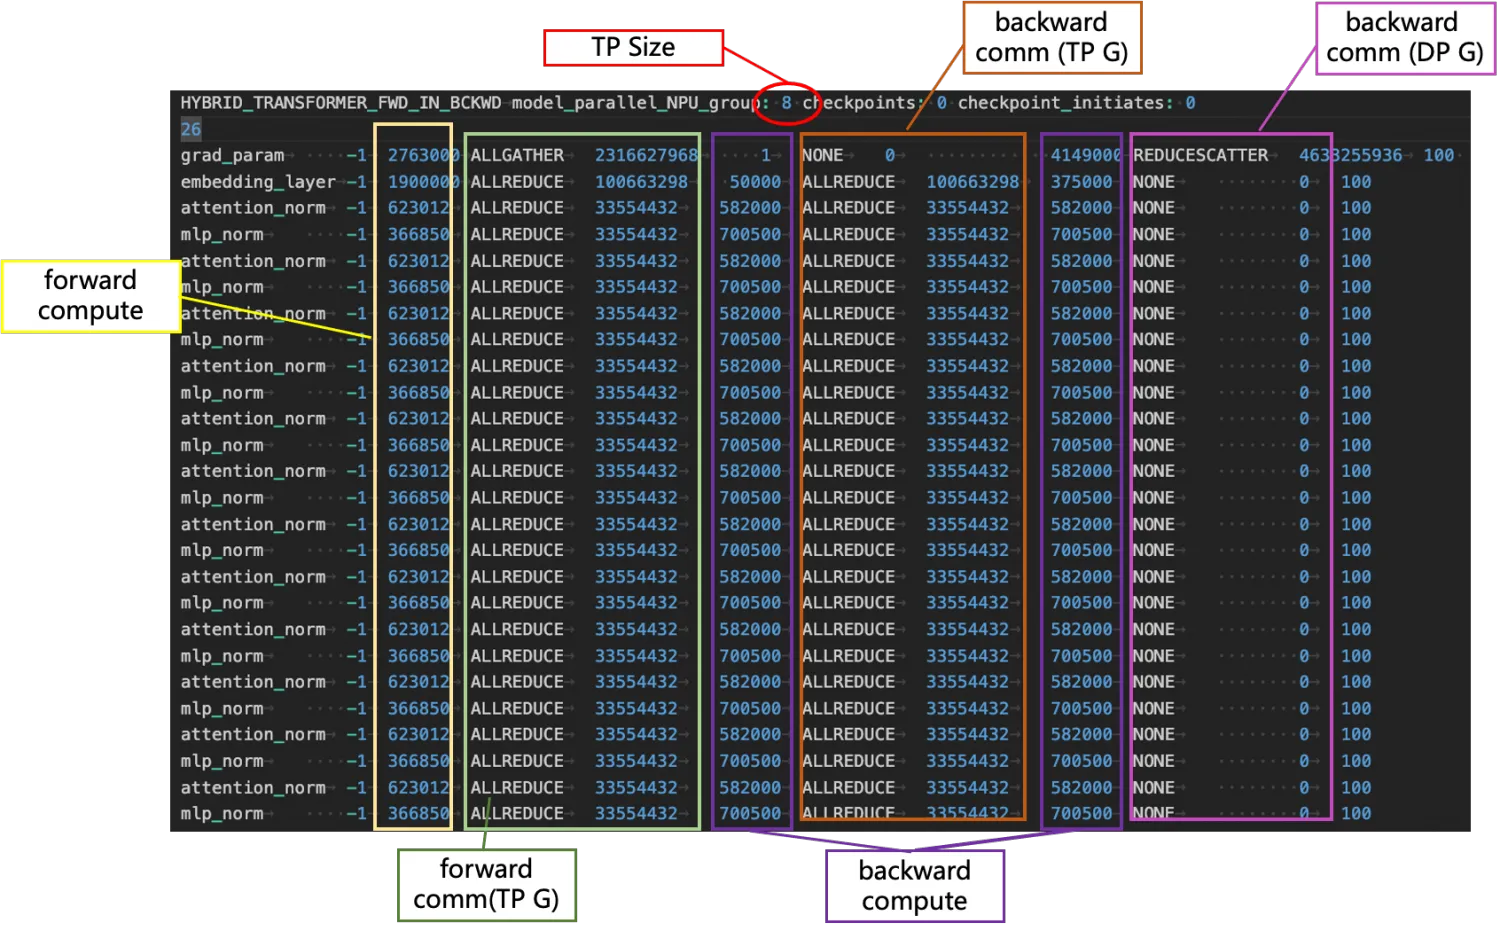 TP Size
backward
comm (TP G)
backward
comm (DP G)
HYBRID_TRANSFORMER_FWD_IN_BCKWD model_parallel_NPU_group: 8 checkpoints: 0 checkpoint_initiates: 0
26
grad_param -1 2763000 ALLGATHER 2316627968 1 NONE 0 4149000 REDUCESCATTER 4633255936 100
embedding_layer -1 1900000 ALLREDUCE 100663298 50000 ALLREDUCE 100663298 375000 NONE 0 100
attention_norm -1 623012 ALLREDUCE 33554432 582000 ALLREDUCE 33554432 582000 NONE 0 100
mlp_norm -1 366850 ALLREDUCE 33554432 700500 ALLREDUCE 33554432 700500 NONE 0 100
attention_norm -1 623012 ALLREDUCE 33554432 582000 ALLREDUCE 33554432 582000 NONE 0 100
mlp_norm -1 366850 ALLREDUCE 33554432 700500 ALLREDUCE 33554432 700500 NONE 0 100
attention_norm -1 623012 ALLREDUCE 33554432 582000 ALLREDUCE 33554432 582000 NONE 0 100
mlp_norm -1 366850 ALLREDUCE 33554432 700500 ALLREDUCE 33554432 700500 NONE 0 100
attention_norm -1 623012 ALLREDUCE 33554432 582000 ALLREDUCE 33554432 582000 NONE 0 100
mlp_norm -1 366850 ALLREDUCE 33554432 700500 ALLREDUCE 33554432 700500 NONE 0 100
attention_norm -1 623012 ALLREDUCE 33554432 582000 ALLREDUCE 33554432 582000 NONE 0 100
mlp_norm -1 366850 ALLREDUCE 33554432 700500 ALLREDUCE 33554432 700500 NONE 0 100
attention_norm -1 623012 ALLREDUCE 33554432 582000 ALLREDUCE 33554432 582000 NONE 0 100
mlp_norm -1 366850 ALLREDUCE 33554432 700500 ALLREDUCE 33554432 700500 NONE 0 100
attention_norm -1 623012 ALLREDUCE 33554432 582000 ALLREDUCE 33554432 582000 NONE 0 100
mlp_norm -1 366850 ALLREDUCE 33554432 700500 ALLREDUCE 33554432 700500 NONE 0 100
attention_norm -1 623012 ALLREDUCE 33554432 582000 ALLREDUCE 33554432 582000 NONE 0 100
mlp_norm -1 366850 ALLREDUCE 33554432 700500 ALLREDUCE 33554432 700500 NONE 0 100
attention_norm -1 623012 ALLREDUCE 33554432 582000 ALLREDUCE 33554432 582000 NONE 0 100
mlp_norm -1 366850 ALLREDUCE 33554432 700500 ALLREDUCE 33554432 700500 NONE 0 100
attention_norm -1 623012 ALLREDUCE 33554432 582000 ALLREDUCE 33554432 582000 NONE 0 100
mlp_norm -1 366850 ALLREDUCE 33554432 700500 ALLREDUCE 33554432 700500 NONE 0 100
attention_norm -1 623012 ALLREDUCE 33554432 582000 ALLREDUCE 33554432 582000 NONE 0 100
mlp_norm -1 366850 ALLREDUCE 33554432 700500 ALLREDUCE 33554432 700500 NONE 0 100
attention_norm -1 623012 ALLREDUCE 33554432 582000 ALLREDUCE 33554432 582000 NONE 0 100
mlp_norm -1 366850 ALLREDUCE 33554432 700500 ALLREDUCE 33554432 700500 NONE 0 100
forward
compute
forward
comm(TP G)
backward
compute